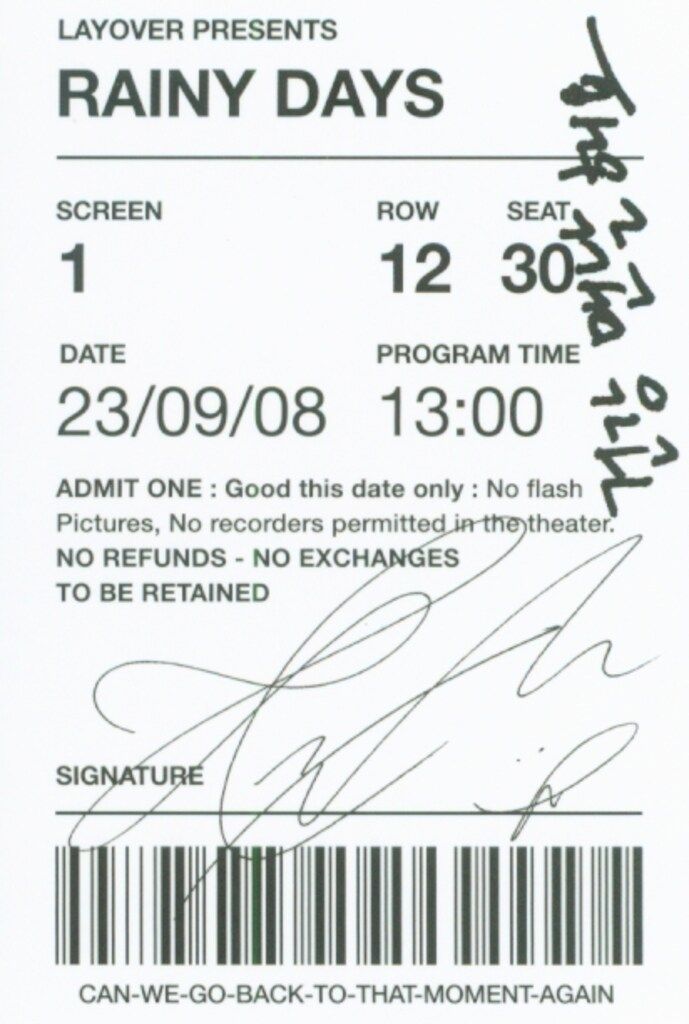 LAYOVER PRESENTS
RAINY DAYS
SCREEN ROW SEAT
1 12 30
DATE PROGRAM TIME
23/09/08 13:00
ADMIT ONE : Good this date only : No flash
Pictures, No recorders permitted in the theater.
NO REFUNDS - NO EXCHANGES
TO BE RETAINED
SIGNATURE
CAN-WE-GO-BACK-TO-THAT-MOMENT-AGAIN